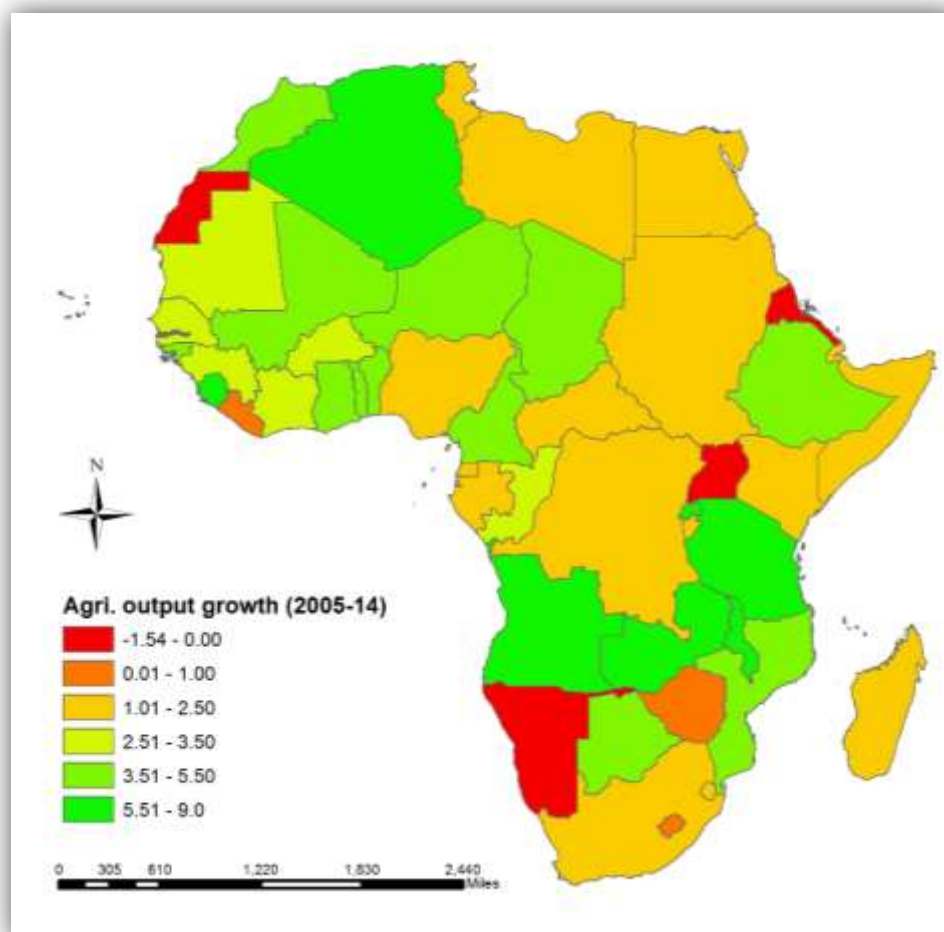 N
Agri. output growth (2005-14)
-1.54 - 0.00
0.01 - 1.00
1.01 - 2.50
2.51 - 3.50
3.51 - 5.50
5.51 - 9.0
0 305 610 1,220 1,830 2,440
Miles